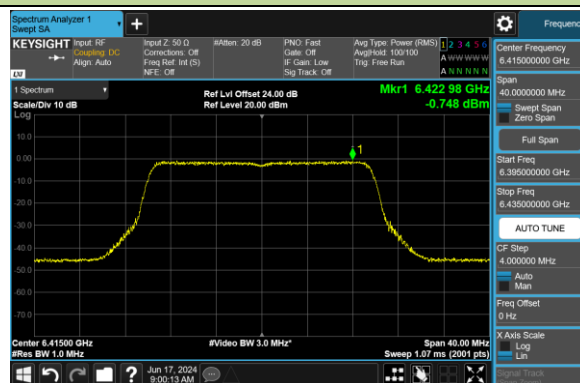 Spectrum Analyzer 1
Swept SA
Frequenc
KEYSIGHT
Input: RF
Coupling: DC
Align: Auto
Input Z: 50 Ω
Corrections: Off
Freq Ref: Int (S)
NFE: Off
#Atten: 20 dB
PNO: Fast
Gate: Off
IF Gain: Low
Sig Track: Off
Avg Type: Power (RMS)
Avg|Hold: 100/100
Trig: Free Run
1 2 3 4 5 6
A W W W W W
A N N N N N
LXI
1 Spectrum
Scale/Div 10 dB
Log
Ref Lvl Offset 24.00 dB
Ref Level 20.00 dBm
Mkr1 6.422 98 GHz
-0.748 dBm
1
10.0
0.00
-10.0
-20.0
-30.0
-40.0
-50.0
-60.0
-70.0
Center 6.41500 GHz
#Res BW 1.0 MHz
#Video BW 3.0 MHz*
Span 40.00 MHz
Sweep 1.07 ms (2001 pts)
Jun 17, 2024
9:00:13 AM
?
Center Frequency
6.415000000 GHz
Span
40.0000000 MHz
Swept Span
Zero Span
Full Span
Start Freq
6.395000000 GHz
Stop Freq
6.435000000 GHz
AUTO TUNE
CF Step
4.000000 MHz
Auto
Man
Freq Offset
0 Hz
X Axis Scale
Log
Lin
Signal Track